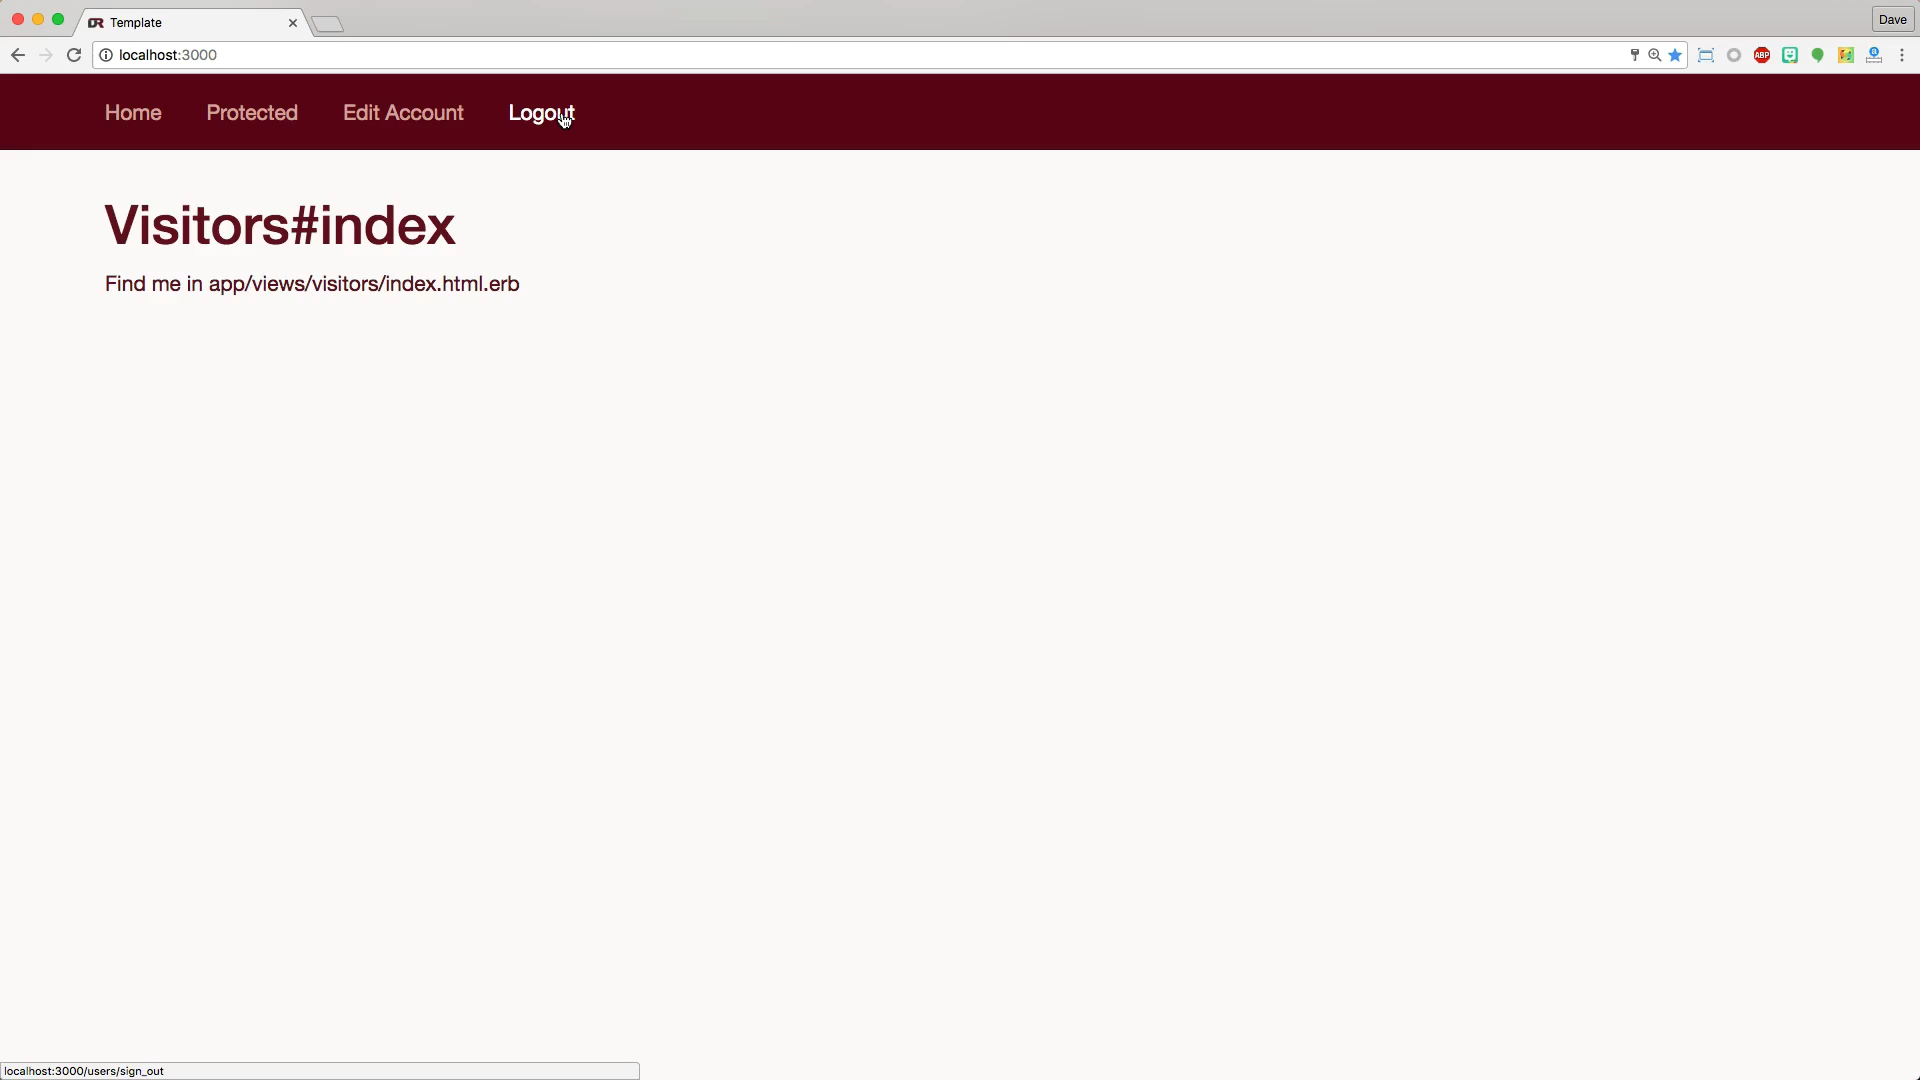 Template
Dave
localhost:3000
ABP
Home Protected Edit Account Logout
Visitors#index
Find me in app/views/visitors/index.html.erb
localhost:3000/users/sign_out